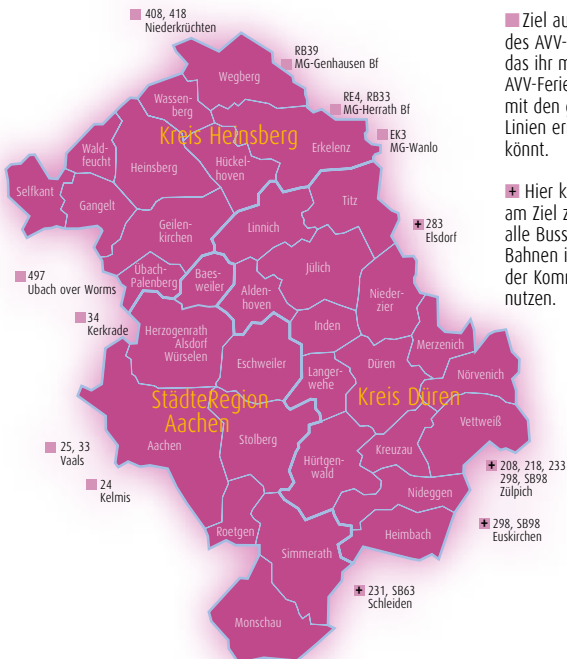 408, 418
Niederkrüchten
RB39
MG-Genhausen Bf
RE4, RB33
MG-Herrath Bf
EK3
MG-Wanlo
Wegberg
Wassen-
berg
Kreis Heinsberg
Wald-
feucht
Heinsberg
Hückel-
hoven
Erkelenz
Selfkant
Gangelt
Geilen-
kirchen
Linnich
Titz
283
Elsdorf
497
Ubach over Worms
Übach-
Palenberg
Baes-
weiler
Alden-
hoven
Jülich
Nieder-
zier
34
Kerkrade
Herzogenrath
Alsdorf
Würselen
Inden
Merzenich
Eschweiler
Langer-
wehe
Düren
Nörvenich
StädteRegion
Aachen
Kreis Düren
Vettweiß
Aachen
Stolberg
Kreuzau
Hürtgen-
wald
25, 33
Vaals
24
Kelmis
Nideggen
208, 218, 233
298, SB98
Zülpich
Roetgen
Heimbach
298, SB98
Euskirchen
Simmerath
231, SB63
Schleiden
Monschau
Ziel
des AVV-
das ihr
AVV-Ferie
mit den
Linien
könnt.
Hier
am Ziel
alle Buss
Bahnen
der Komm
nutzen.